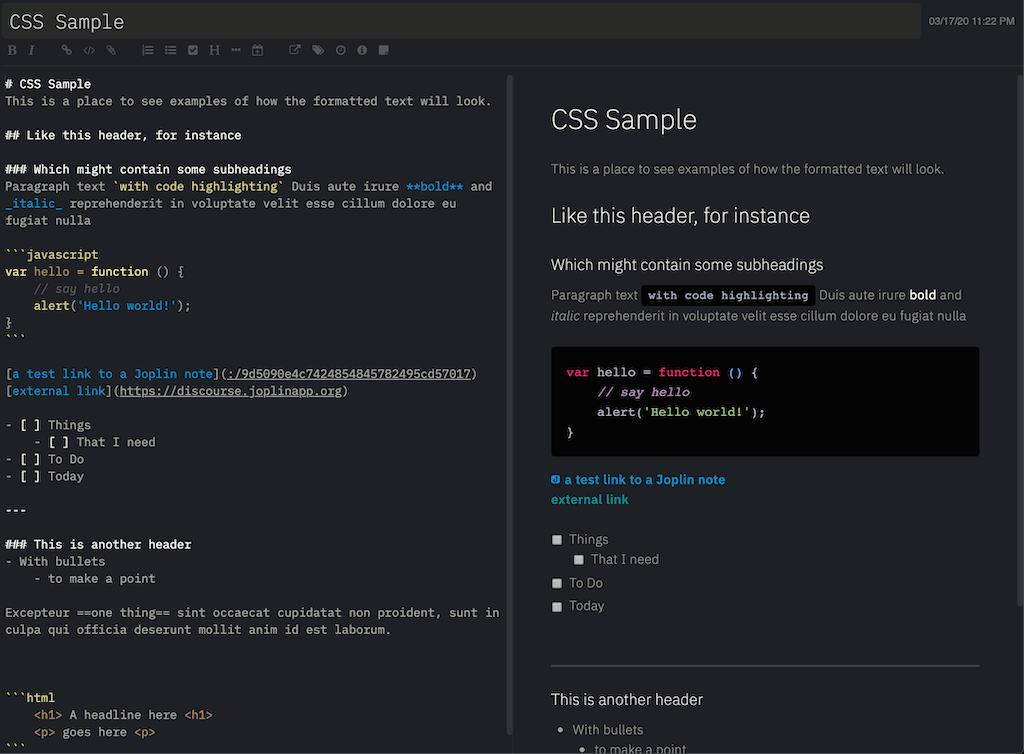 CSS Sample
03/17/20 11:22 PM
B I H
# CSS Sample
This is a place to see examples of how the formatted text will look.
## Like this header, for instance
### Which might contain some subheadings
Paragraph text `with code highlighting` Duis aute irure **bold** and
_italic_ reprehenderit in voluptate velit esse cillum dolore eu
fugiat nulla
```javascript
var hello = function () {
    // say hello
    alert('Hello world!');
}
```
[a test link to a Joplin note](:/9d5090e4c7424854845782495cd57017)
[external link](https://discourse.joplinapp.org)
- [ ] Things
    - [ ] That I need
- [ ] To Do
- [ ] Today
---
### This is another header
- With bullets
    - to make a point
Excepteur ==one thing== sint occaecat cupidatat non proident, sunt in
culpa qui officia deserunt mollit anim id est laborum.
```html
    <h1> A headline here <h1>
    <p> goes here <p>
```
CSS Sample
This is a place to see examples of how the formatted text will look.
Like this header, for instance
Which might contain some subheadings
Paragraph text with code highlighting Duis aute irure bold and
italic reprehenderit in voluptate velit esse cillum dolore eu fugiat nulla
var hello = function () {
    // say hello
    alert('Hello world!');
}
a test link to a Joplin note
external link
Things
That I need
To Do
Today
This is another header
• With bullets
• to make a point